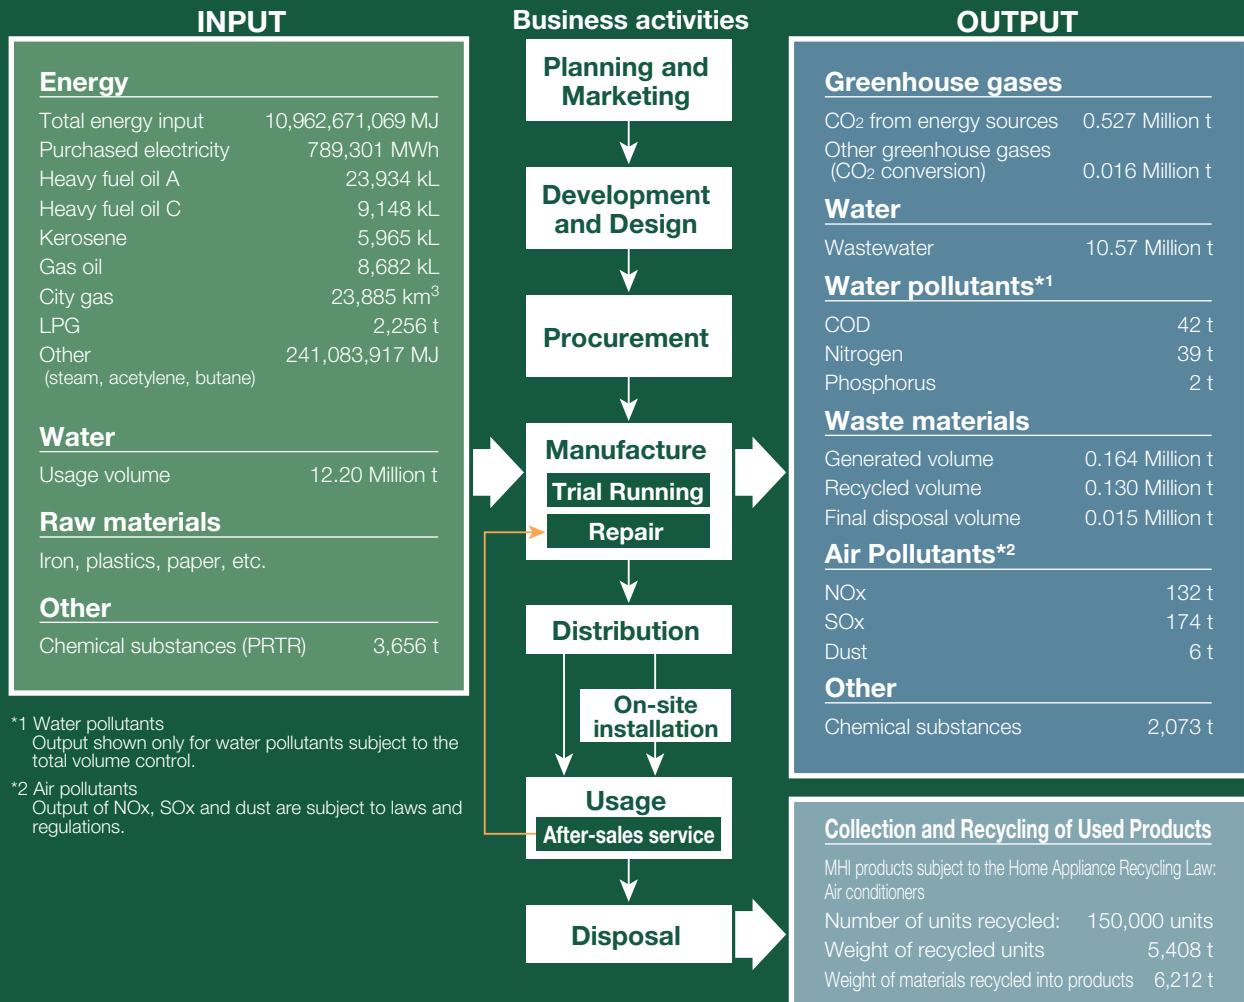 INPUT
Energy
Total energy input 10,962,671,069 MJ
Purchased electricity 789,301 MWh
Heavy fuel oil A 23,934 kL
Heavy fuel oil C 9,148 kL
Kerosene 5,965 kL
Gas oil 8,682 kL
City gas 23,885 km3
LPG 2,256 t
Other 241,083,917 MJ
(steam, acetylene, butane)
Water
Usage volume 12.20 Million t
Raw materials
Iron, plastics, paper, etc.
Other
Chemical substances (PRTR) 3,656 t
*1 Water pollutants
Output shown only for water pollutants subject to the
total volume control.
*2 Air pollutants
Output of NOx, SOx and dust are subject to laws and
regulations.
Business activities
Planning and
Marketing
Development
and Design
Procurement
Manufacture
Trial Running
Repair
Distribution
On-site
installation
Usage
After-sales service
Disposal
OUTPUT
Greenhouse gases
CO2 from energy sources 0.527 Million t
Other greenhouse gases
(CO2 conversion) 0.016 Million t
Water
Wastewater 10.57 Million t
Water pollutants*1
COD 42 t
Nitrogen 39 t
Phosphorus 2 t
Waste materials
Generated volume 0.164 Million t
Recycled volume 0.130 Million t
Final disposal volume 0.015 Million t
Air Pollutants*2
NOx 132 t
SOx 174 t
Dust 6 t
Other
Chemical substances 2,073 t
Collection and Recycling of Used Products
MHI products subject to the Home Appliance Recycling Law:
Air conditioners
Number of units recycled: 150,000 units
Weight of recycled units 5,408 t
Weight of materials recycled into products 6,212 t